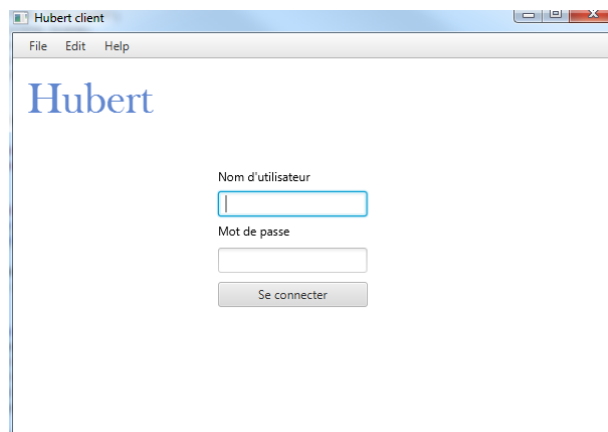 Hubert client
File Edit Help
Hubert
Nom d'utilisateur
Mot de passe
Se connecter